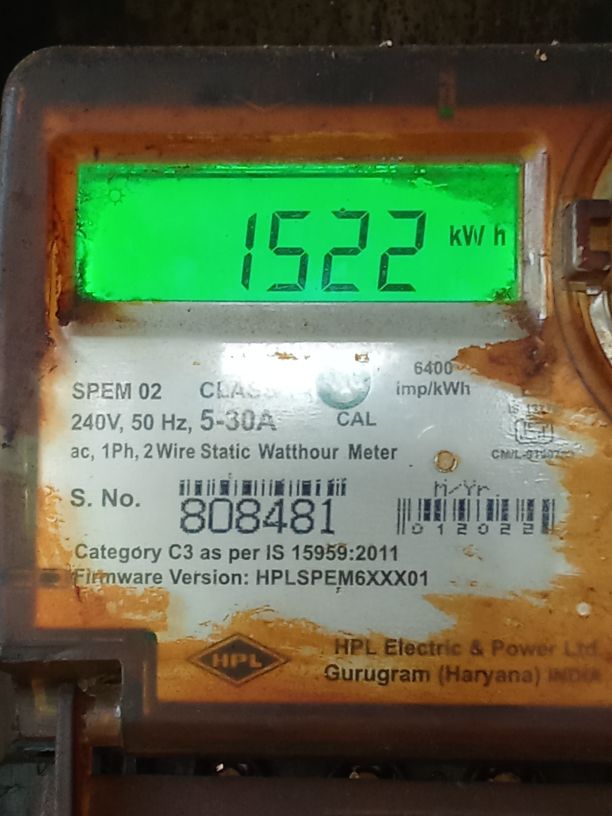 1522 kW h
6400
imp/kWh
SPEM 02 CLASS
240V, 50 Hz, 5-30A CAL
ac, 1Ph, 2 Wire Static Watthour Meter
S. No. 808481
M/Yr
012022
Category C3 as per IS 15959:2011
Firmware Version: HPLSPEM6XXX01
HPL
HPL Electric & Power Ltd.
Gurugram (Haryana) INDIA